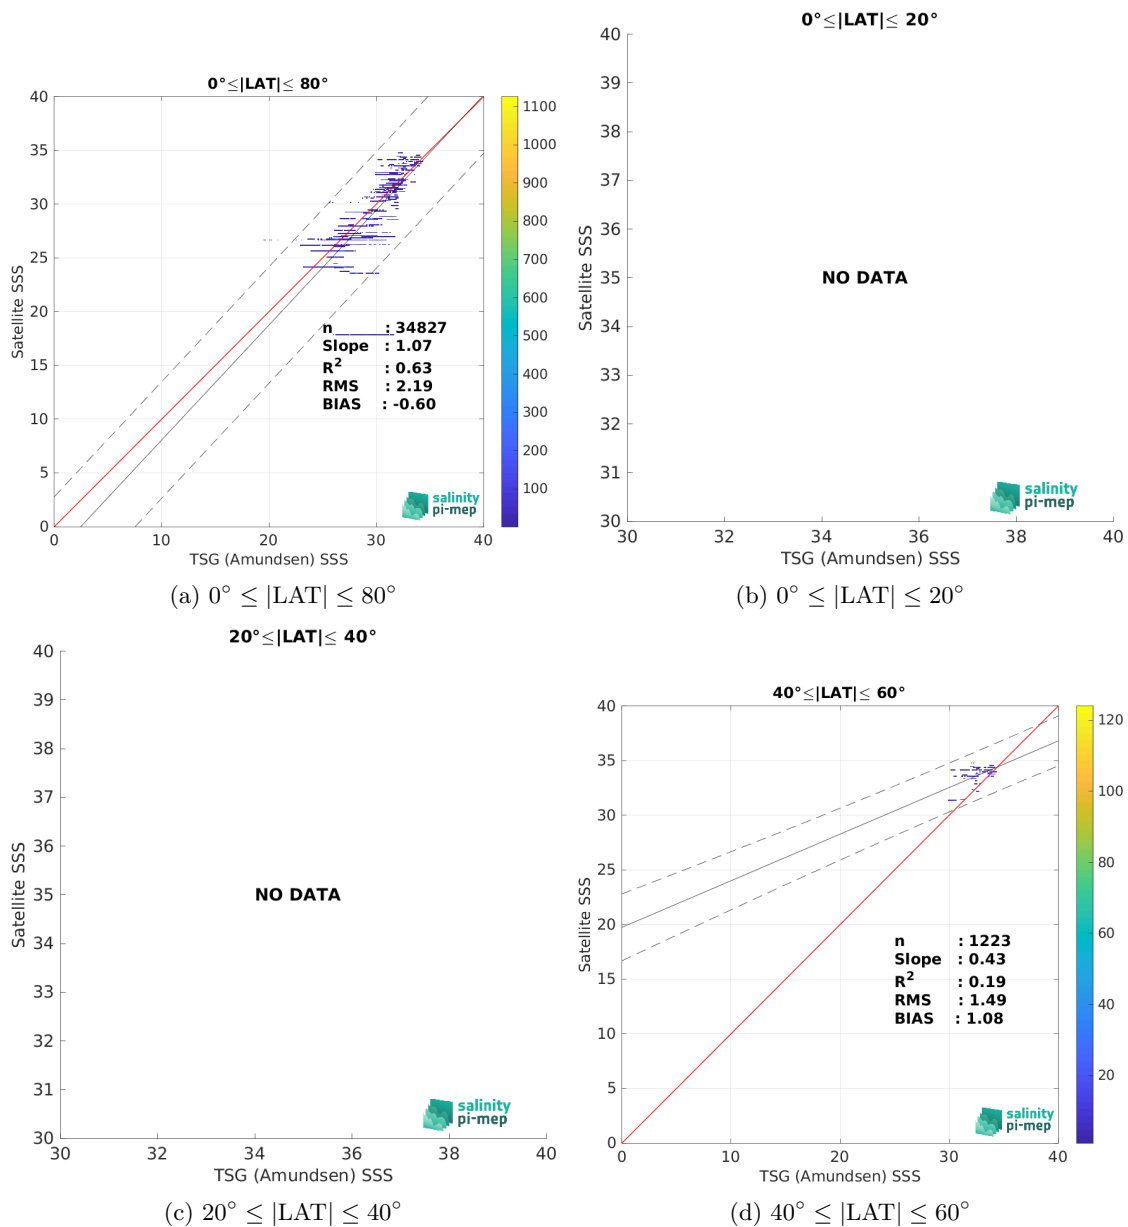 0°≤|LAT|≤ 80°
40
35
30
25
20
15
10
5
0
Satellite SSS
n : 34827
Slope : 1.07
R² : 0.63
RMS : 2.19
BIAS : -0.60
salinity
pi-mep
0 10 20 30 40
TSG (Amundsen) SSS
1100
1000
900
800
700
600
500
400
300
200
100
(a) 0° ≤ |LAT| ≤ 80°
0°≤|LAT|≤ 20°
40
39
38
37
36
35
34
33
32
31
30
Satellite SSS
NO DATA
salinity
pi-mep
30 32 34 36 38 40
TSG (Amundsen) SSS
(b) 0° ≤ |LAT| ≤ 20°
20°≤|LAT|≤ 40°
40
39
38
37
36
35
34
33
32
31
30
Satellite SSS
NO DATA
salinity
pi-mep
30 32 34 36 38 40
TSG (Amundsen) SSS
(c) 20° ≤ |LAT| ≤ 40°
40°≤|LAT|≤ 60°
40
35
30
25
20
15
10
5
0
Satellite SSS
n : 1223
Slope : 0.43
R² : 0.19
RMS : 1.49
BIAS : 1.08
salinity
pi-mep
0 10 20 30 40
TSG (Amundsen) SSS
120
100
80
60
40
20
(d) 40° ≤ |LAT| ≤ 60°